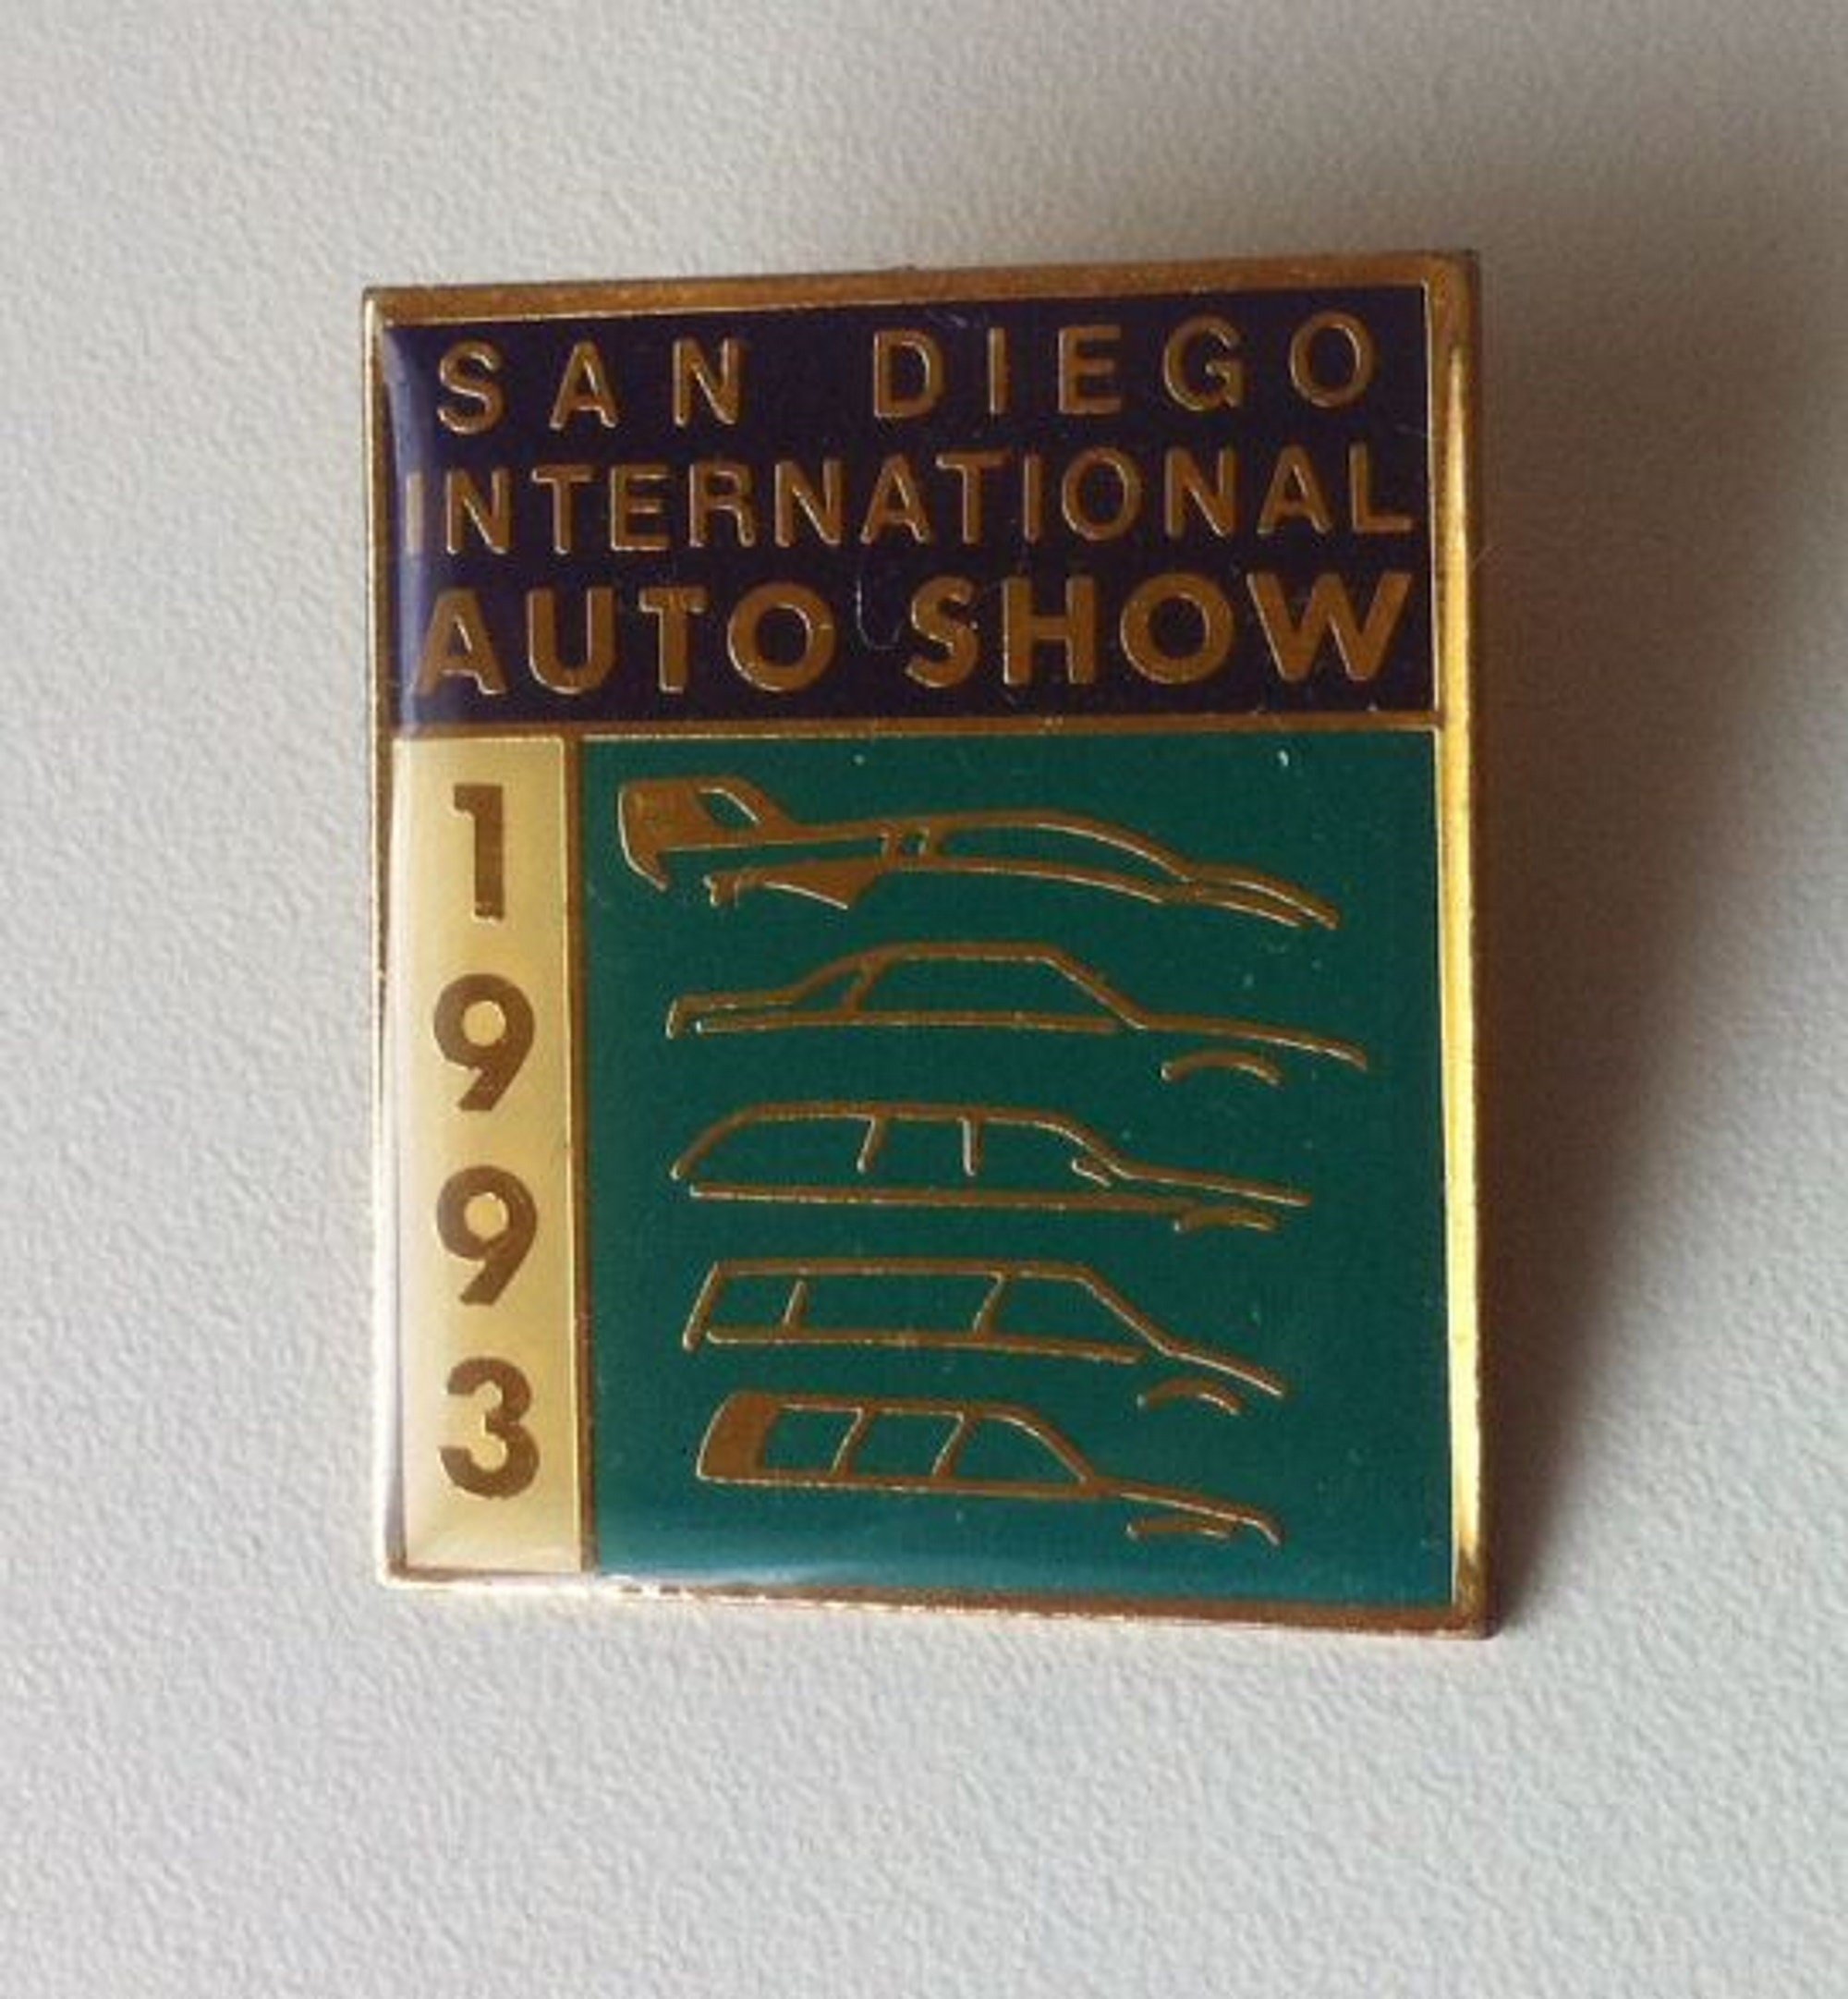 SAN DIEGO
INTERNATIONAL
AUTO SHOW
1993